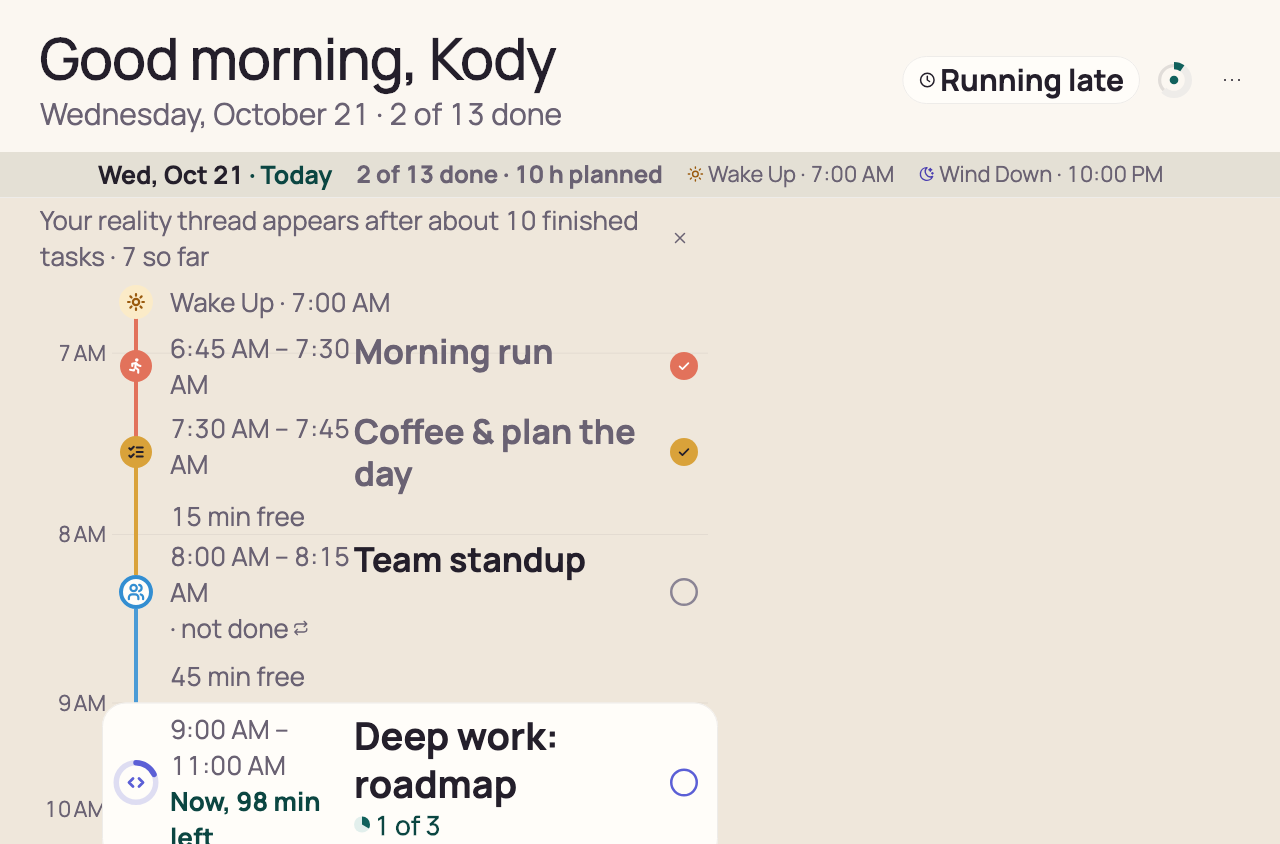 Good morning, Kody
Wednesday, October 21 · 2 of 13 done
Running late
Wed, Oct 21 · Today
2 of 13 done · 10 h planned
Wake Up · 7:00 AM
Wind Down · 10:00 PM
Your reality thread appears after about 10 finished
tasks · 7 so far
Wake Up · 7:00 AM
7 AM
6:45 AM – 7:30
AM
Morning run
7:30 AM – 7:45
AM
Coffee & plan the
day
15 min free
8 AM
8:00 AM – 8:15
AM
· not done
Team standup
45 min free
9 AM
9:00 AM –
11:00 AM
Now, 98 min
left
Deep work:
roadmap
1 of 3
10 AM